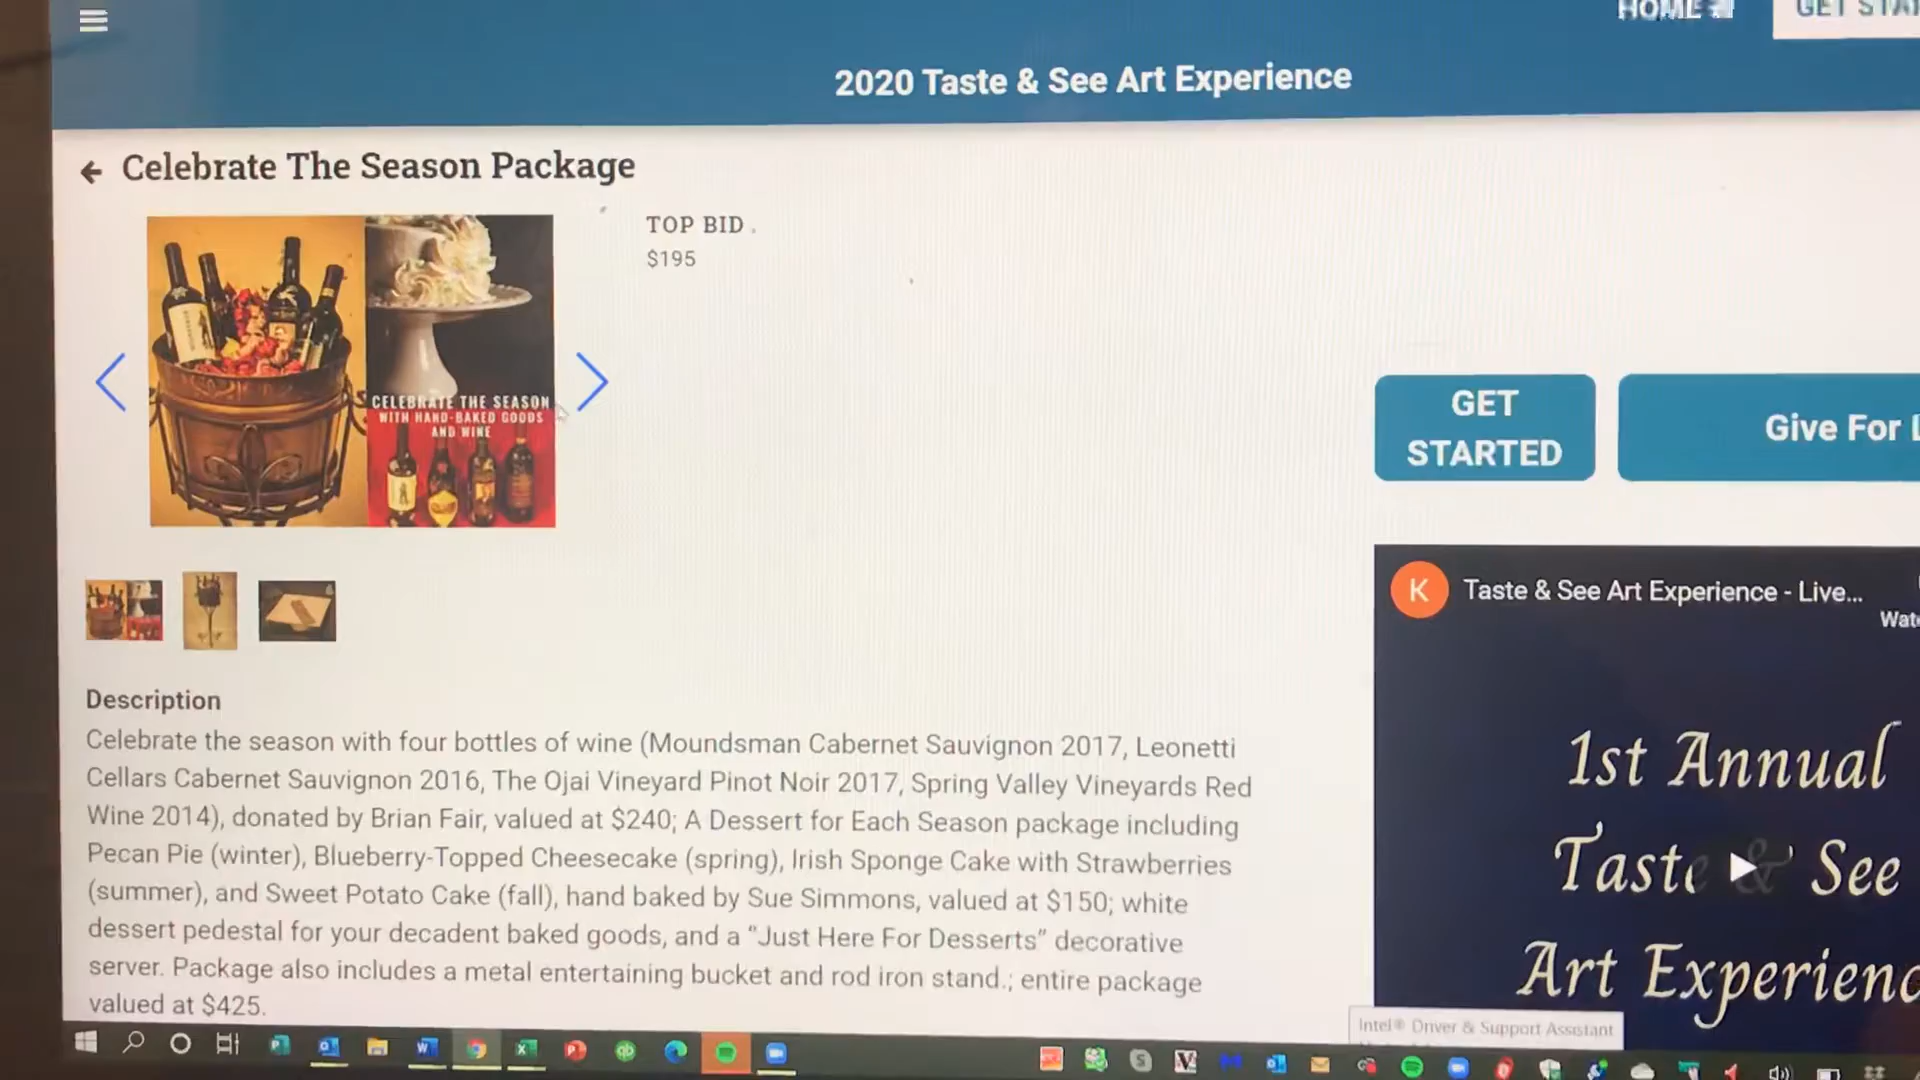 HOME
GET STA
2020 Taste & See Art Experience
Celebrate The Season Package
TOP BID
$195
CELEBRATE THE SEASON
WITH HAND-BAKED GOODS
AND WINE
GET
STARTED
Give For L
K
Taste & See Art Experience - Live...
Wat
1st Annual
Taste & See
Art Experienc
Description
Celebrate the season with four bottles of wine (Moundsman Cabernet Sauvignon 2017, Leonetti
Cellars Cabernet Sauvignon 2016, The Ojai Vineyard Pinot Noir 2017, Spring Valley Vineyards Red
Wine 2014), donated by Brian Fair, valued at $240; A Dessert for Each Season package including
Pecan Pie (winter), Blueberry-Topped Cheesecake (spring), Irish Sponge Cake with Strawberries
(summer), and Sweet Potato Cake (fall), hand baked by Sue Simmons, valued at $150; white
dessert pedestal for your decadent baked goods, and a “Just Here For Desserts” decorative
server. Package also includes a metal entertaining bucket and rod iron stand.; entire package
valued at $425.
Intel® Driver & Support Assistant